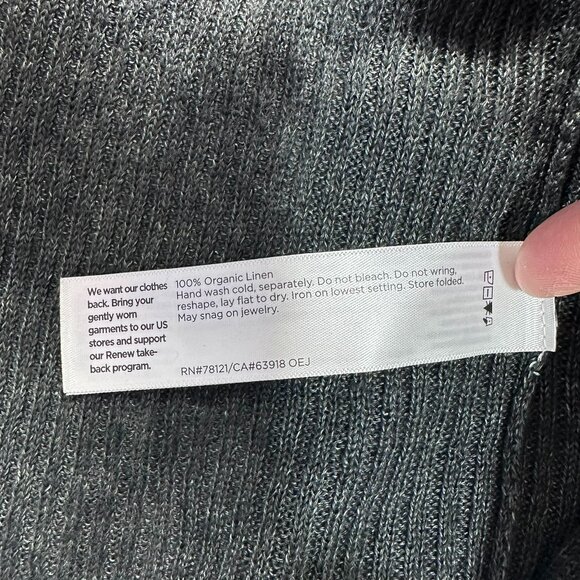 We want our clothes
back. Bring your
gently worn
garments to our US
stores and support
our Renew take-
back program.
100% Organic Linen
Hand wash cold, separately. Do not bleach. Do not wring,
reshape, lay flat to dry. Iron on lowest setting. Store folded.
May snag on jewelry.
RN#78121/CA#63918 OEJ